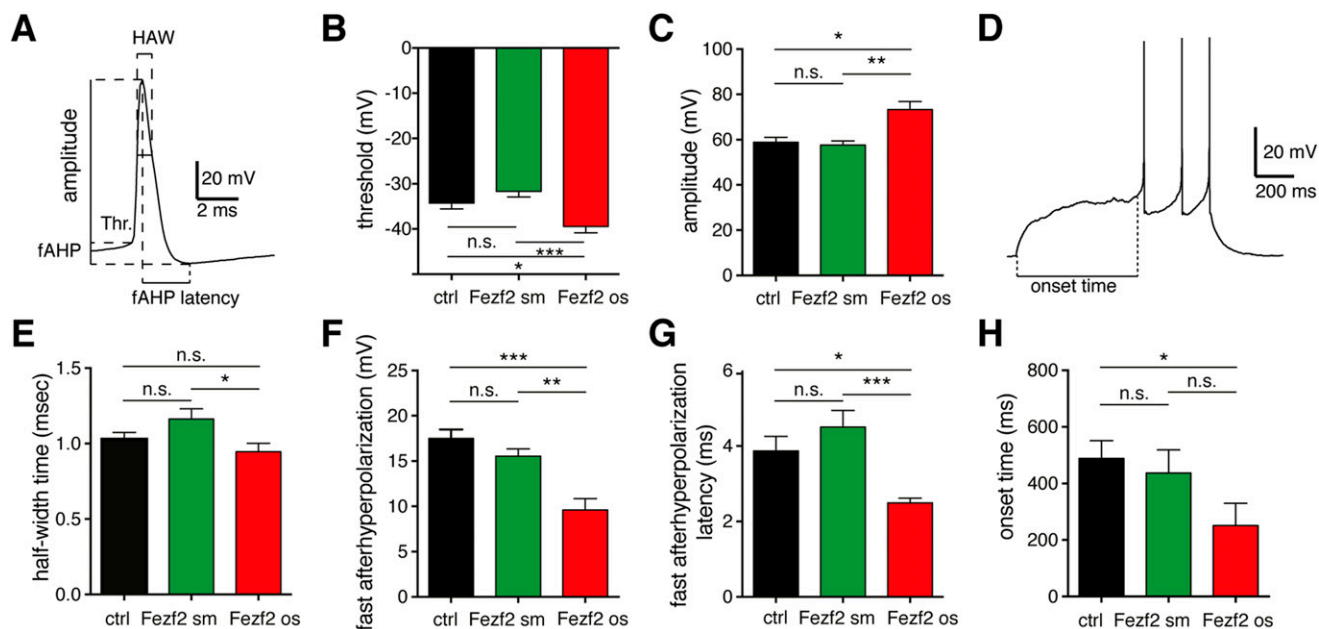 A
HAW
amplitude
Thr.
fAHP
20 mV
2 ms
fAHP latency
B
threshold (mV)
0
-10
-20
-30
-40
n.s.
***
*
ctrl Fezf2 sm Fezf2 os
C
amplitude (mV)
100
80
60
40
20
0
*
n.s.
**
ctrl Fezf2 sm Fezf2 os
D
20 mV
200 ms
onset time
E
half-width time (msec)
1.5
1.0
0.5
0.0
n.s.
n.s.
*
ctrl Fezf2 sm Fezf2 os
F
fast afterhyperpolarization (mV)
25
20
15
10
5
0
***
n.s.
**
ctrl Fezf2 sm Fezf2 os
G
fast afterhyperpolarization
latency (ms)
6
4
2
0
*
n.s.
***
ctrl Fezf2 sm Fezf2 os
H
onset time (ms)
800
600
400
200
0
*
n.s.
n.s.
ctrl Fezf2 sm Fezf2 os